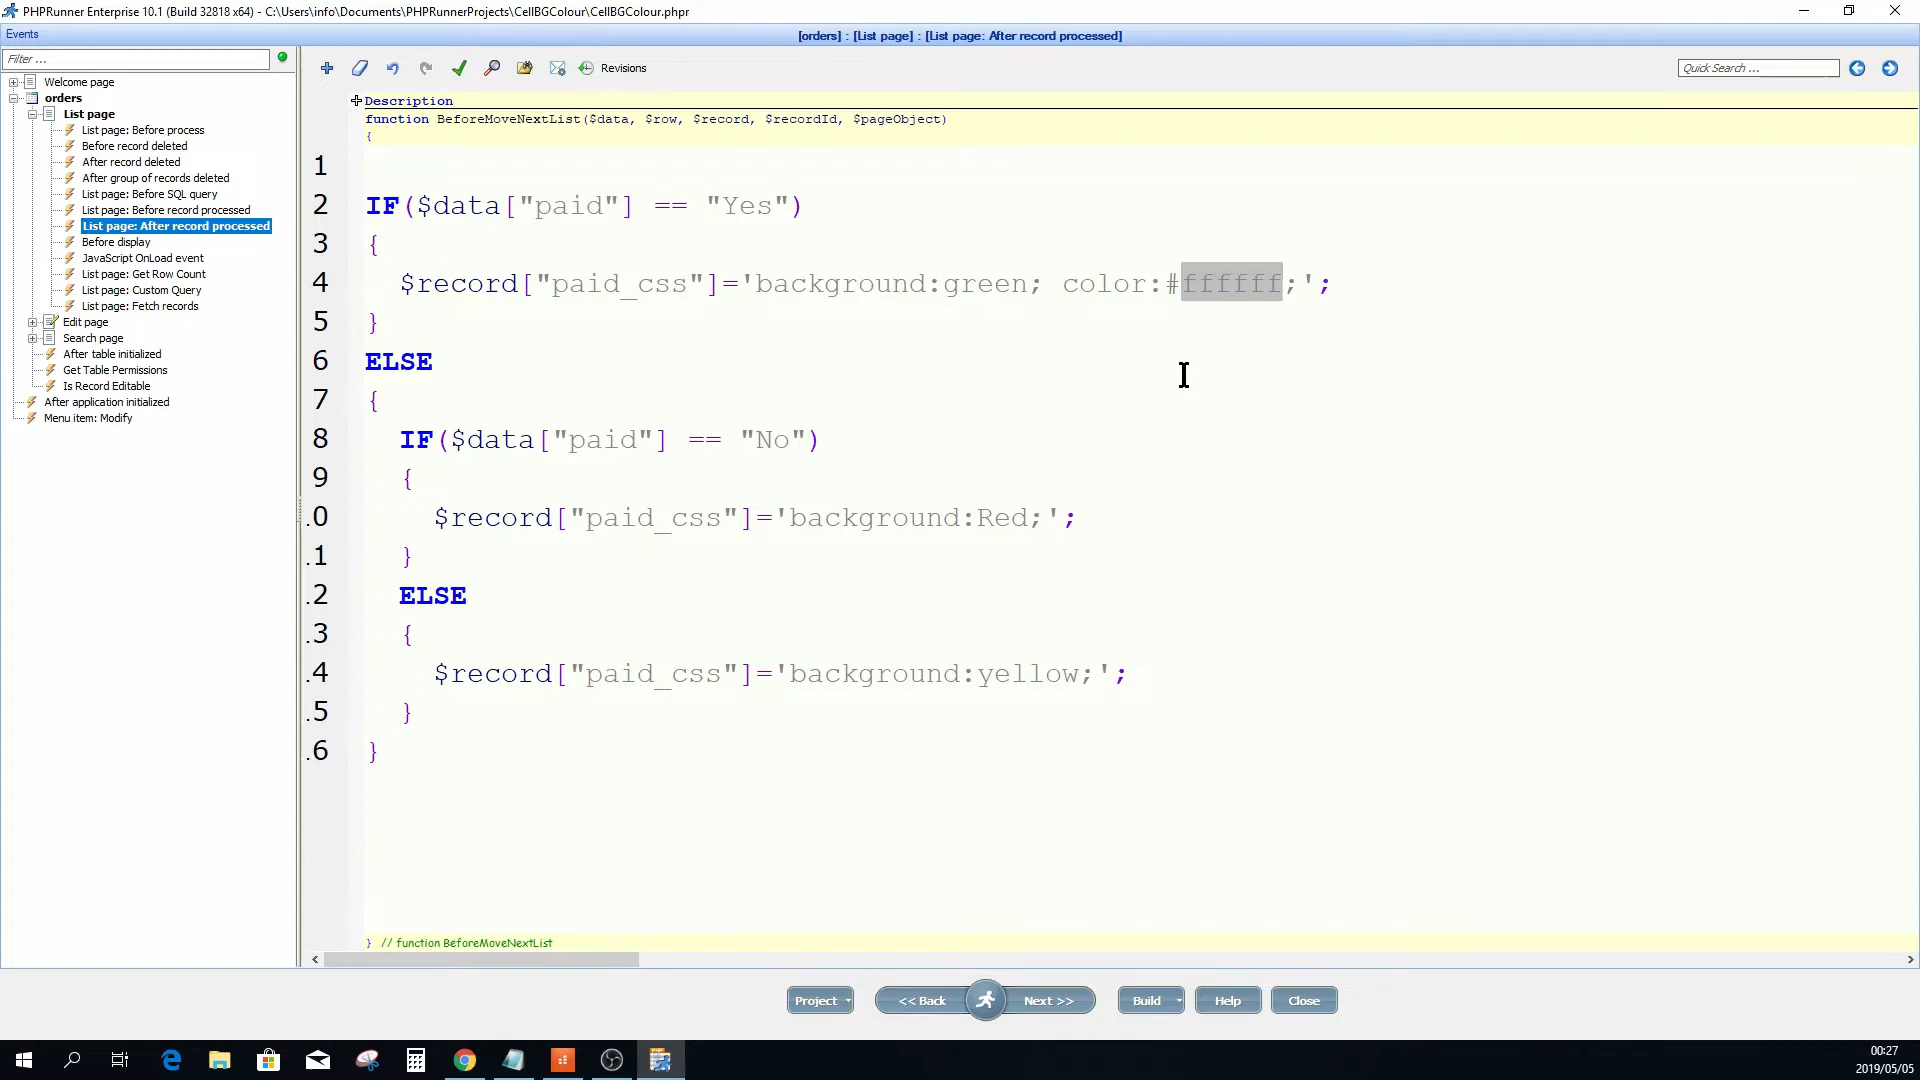 PHPRunner Enterprise 10.1 (Build 32818 x64) - C:\Users\info\Documents\PHPRunnerProjects\CellBGColour\CellBGColour.phpr
Events
[orders] : [List page] : [List page: After record processed]
Filter ...
Revisions
Quick Search ...
Welcome page
orders
List page
List page: Before process
Before record deleted
After record deleted
After group of records deleted
List page: Before SQL query
List page: Before record processed
List page: After record processed
Before display
JavaScript OnLoad event
List page: Get Row Count
List page: Custom Query
List page: Fetch records
Edit page
Search page
After table initialized
Get Table Permissions
Is Record Editable
After application initialized
Menu item: Modify
Description
function BeforeMoveNextList($data, $row, $record, $recordId, $pageObject)
{
1
2 IF($data["paid"] == "Yes")
3 {
4 $record["paid_css"]='background:green; color:#ffffff;';
5 }
6 ELSE
7 {
8 IF($data["paid"] == "No")
9 {
.0 $record["paid_css"]='background:Red;';
.1 }
.2 ELSE
.3 {
.4 $record["paid_css"]='background:yellow;';
.5 }
.6 }
} // function BeforeMoveNextList
Project
<< Back
Next >>
Build
Help
Close
00:27
2019/05/05